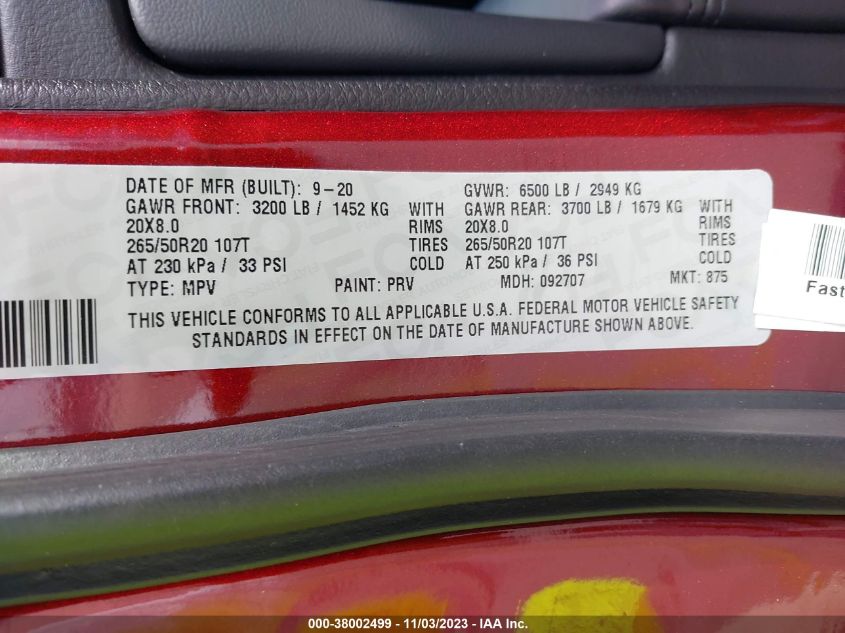 DATE OF MFR (BUILT): 9-20 GVWR: 6500 LB / 2949 KG
GAWR FRONT: 3200 LB / 1452 KG WITH GAWR REAR: 3700 LB / 1679 KG WITH
20X8.0 RIMS 20X8.0 RIMS
265/50R20 107T TIRES 265/50R20 107T TIRES
AT 230 kPa / 33 PSI COLD AT 250 kPa / 36 PSI COLD
TYPE: MPV PAINT: PRV MDH: 092707 MKT: 875
THIS VEHICLE CONFORMS TO ALL APPLICABLE U.S.A. FEDERAL MOTOR VEHICLE SAFETY
STANDARDS IN EFFECT ON THE DATE OF MANUFACTURE SHOWN ABOVE.
Fast
000-38002499 - 11/03/2023 - IAA Inc.